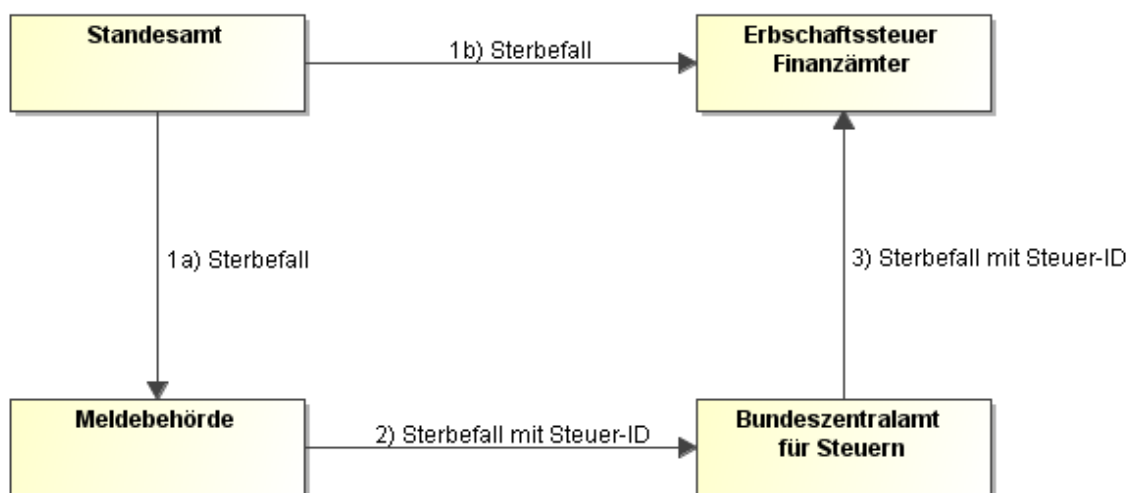 Standesamt
1b) Sterbefall
Erbschaftssteuer
Finanzämter
1a) Sterbefall
3) Sterbefall mit Steuer-ID
Meldebehörde
2) Sterbefall mit Steuer-ID
Bundeszentralamt
für Steuern